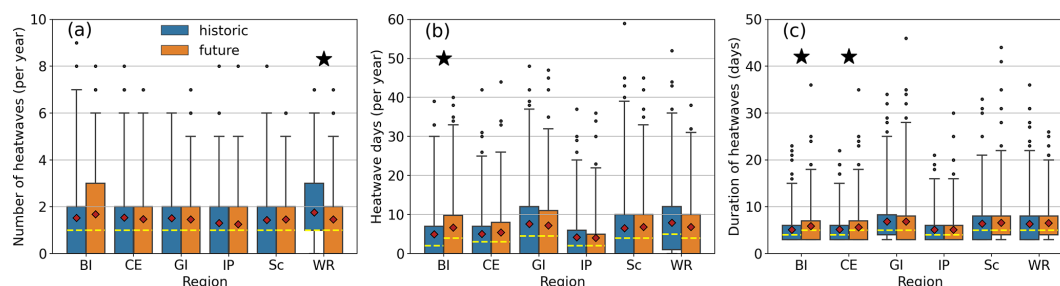 (a)
historic
future
Number of heatwaves (per year)
10
8
6
4
2
0
BI CE GI IP Sc WR
Region
(b)
Heatwave days (per year)
60
50
40
30
20
10
0
BI CE GI IP Sc WR
Region
(c)
Duration of heatwaves (days)
50
40
30
20
10
0
BI CE GI IP Sc WR
Region